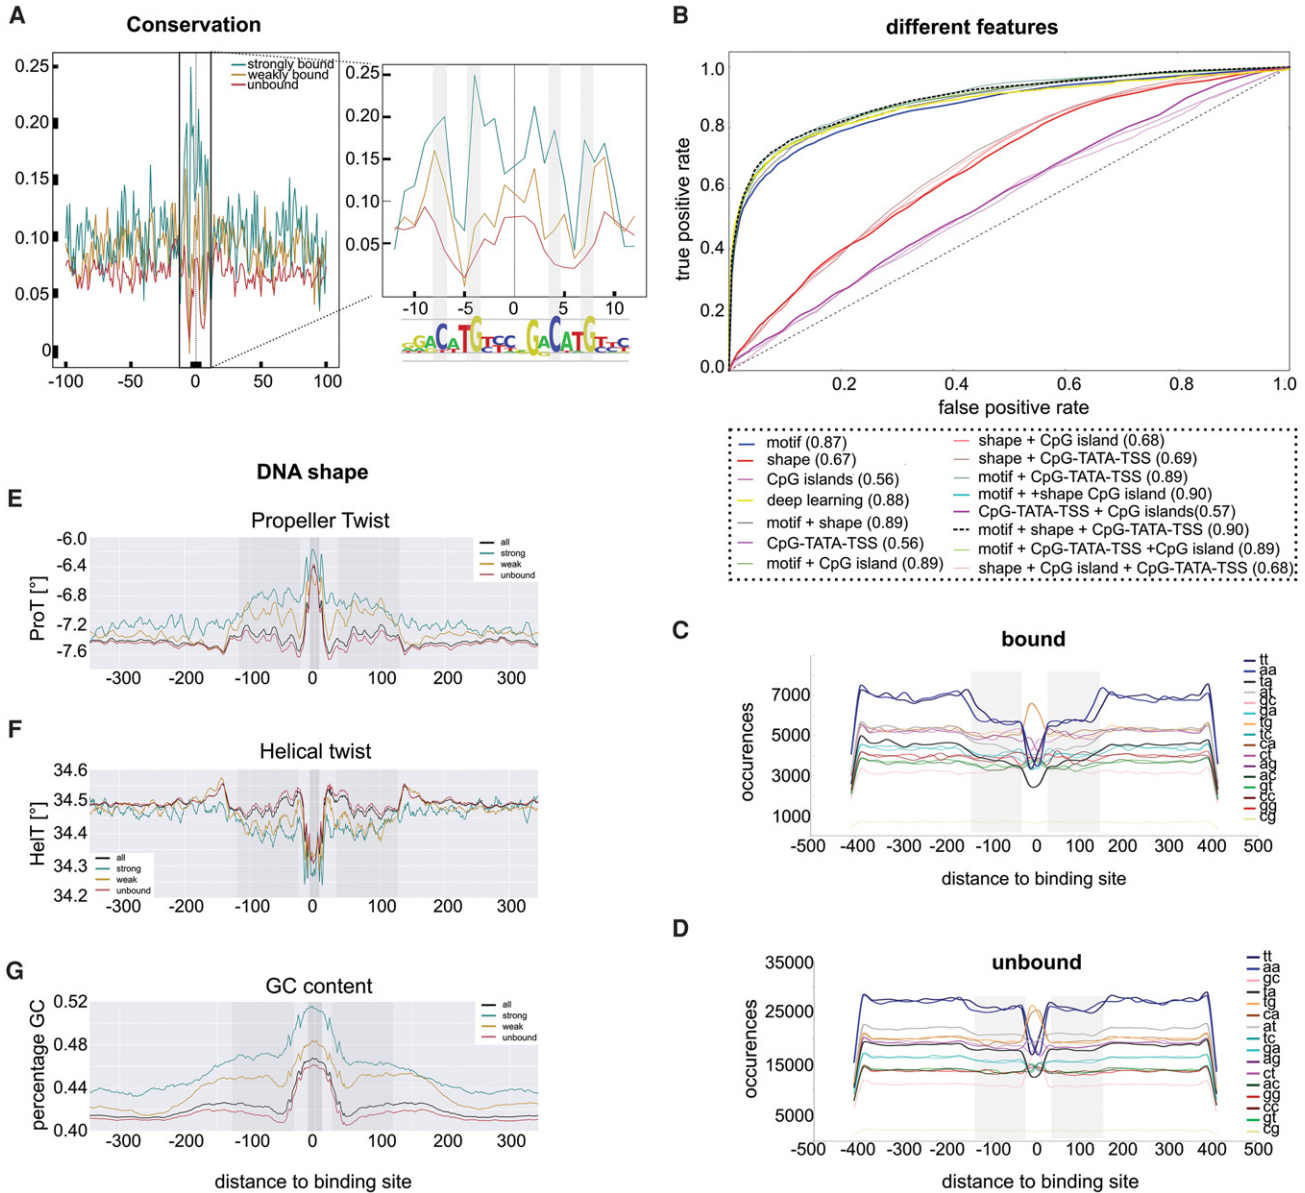 A
Conservation
strongly bound
weakly bound
unbound
0.25
0.20
0.15
0.10
0.05
0
-100
-50
0
50
100
0.25
0.20
0.15
0.10
0.05
-10
-5
0
5
10
B
different features
true positive rate
1.0
0.8
0.6
0.4
0.2
0.0
0.2
0.4
0.6
0.8
1.0
false positive rate
motif (0.87)
shape (0.67)
CpG islands (0.56)
deep learning (0.88)
motif + shape (0.89)
CpG-TATA-TSS (0.56)
motif + CpG island (0.89)
shape + CpG island (0.68)
shape + CpG-TATA-TSS (0.69)
motif + CpG-TATA-TSS (0.89)
motif + +shape CpG island (0.90)
CpG-TATA-TSS + CpG islands(0.57)
motif + shape + CpG-TATA-TSS (0.90)
motif + CpG-TATA-TSS +CpG island (0.89)
shape + CpG island + CpG-TATA-TSS (0.68)
DNA shape
E
Propeller Twist
ProT [°]
-6.0
-6.4
-6.8
-7.2
-7.6
all
strong
weak
unbound
-300
-200
-100
0
100
200
300
F
Helical twist
HelT [°]
34.6
34.5
34.4
34.3
34.2
all
strong
weak
unbound
-300
-200
-100
0
100
200
300
G
GC content
percentage GC
0.52
0.48
0.44
0.40
all
strong
weak
unbound
-300
-200
-100
0
100
200
300
distance to binding site
C
bound
occurences
7000
5000
3000
1000
-500
-400
-300
-200
-100
0
100
200
300
400
500
distance to binding site
tt
aa
ta
at
gc
ga
tg
tc
ca
ct
ag
ac
gt
cc
gg
cg
D
unbound
occurences
35000
25000
15000
5000
-500
-400
-300
-200
-100
0
100
200
300
400
500
distance to binding site
tt
aa
gc
ta
tg
ca
at
tc
ga
ag
ct
ac
gg
cc
gt
cg